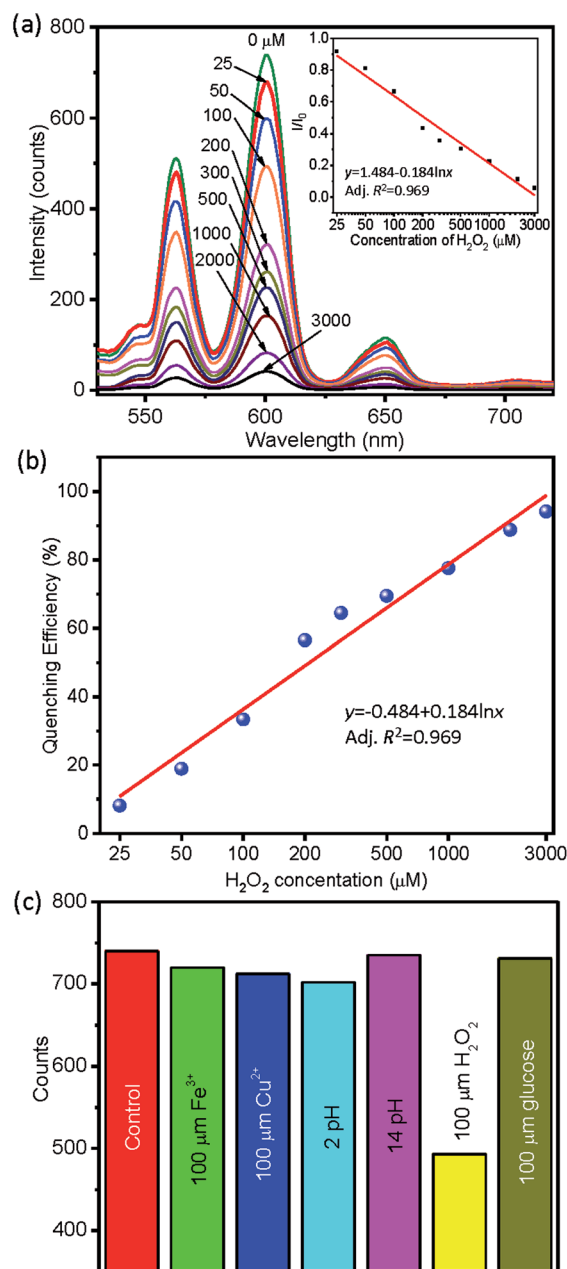 (a)
0 μM
25
50
100
200
300
500
1000
2000
3000
Intensity (counts)
800
600
400
200
0
550
600
650
700
Wavelength (nm)
I/I0
1.0
0.8
0.6
0.4
0.2
0.0
y=1.484-0.184lnx
Adj. R²=0.969
25
50
100
200
500
1000
3000
Concentration of H₂O₂ (μM)
(b)
Quenching Efficiency (%)
100
80
60
40
20
0
y=-0.484+0.184lnx
Adj. R²=0.969
25
50
100
200
500
1000
3000
H₂O₂ concentation (μM)
(c)
Counts
800
700
600
500
400
Control
100 μm Fe³⁺
100 μm Cu²⁺
2 pH
14 pH
100 μm H₂O₂
100 μm glucose